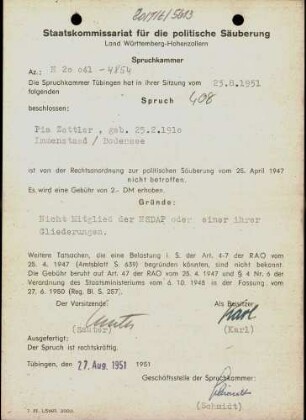 Staatskommissariat für die politische Säuberung
Land Württemberg-Hohenzollern
Spruchkammer
Az.: K 20 061 - 4/54
Die Spruchkammer Tübingen hat in ihrer Sitzung vom 23.8.1951
folgenden
Spruch 408
beschlossen:
Pia Zettler , geb. 25.2.1910
Immenstaad / Bodensee
ist von der Rechtsanordnung zur politischen Säuberung vom 25. April 1947
nicht betroffen.
Es wird eine Gebühr von 2.- DM erhoben.
Gründe:
Nicht Mitglied der NSDAP oder einer ihrer
Gliederungen.
Weitere Tatsachen, die eine Belastung i. S. der Art. 4-7 der RAO vom
25. 4. 1947 (Amtsblatt S. 639) begründen könnten, sind nicht bekannt.
Die Gebühr beruht auf Art. 47 der RAO vom 25. 4. 1947 und § 4 Nr. 6 der
Verordnung des Staatsministeriums vom 6. 10. 1948 in der Fassung vom
27. 6. 1950 (Reg. Bl. S. 257).
Der Vorsitzende: Als Beisitzer:
Karl
(Karl)
Ausgefertigt:
Der Spruch ist rechtskräftig.
Tübingen, den 27. Aug. 1951 1951
Geschäftsstelle der Spruchkammer:
Schmidt
(Schmidt)